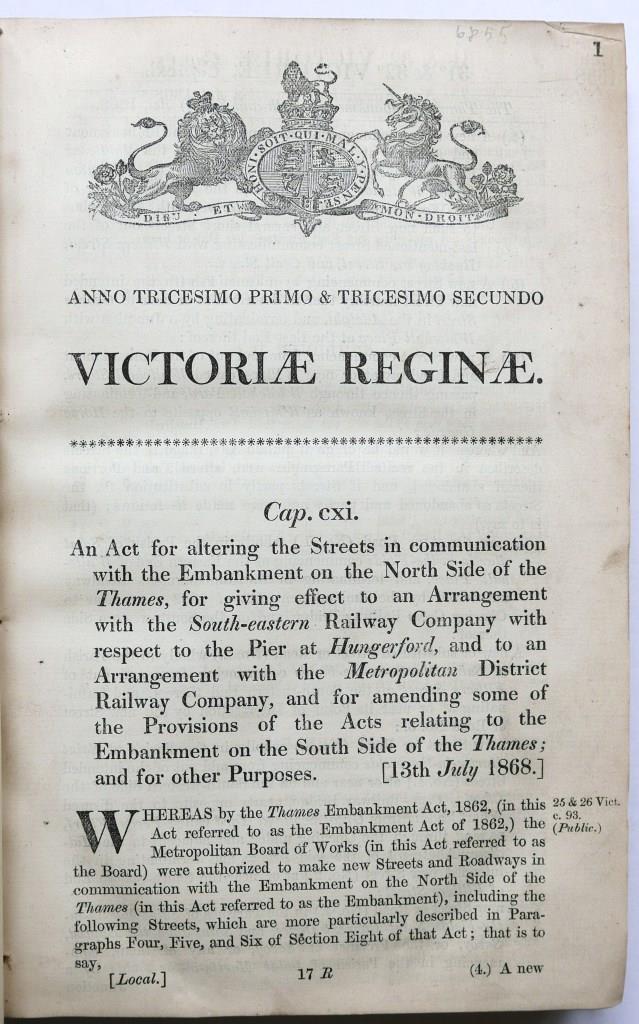 6855
1
HONI · SOIT · QUI · MAL · Y · PENSE
DIEU · ET MON · DROIT
ANNO TRICESIMO PRIMO & TRICESIMO SECUNDO
VICTORIÆ REGINÆ.
***************************************************
Cap. cxi.
An Act for altering the Streets in communication
with the Embankment on the North Side of the
Thames, for giving effect to an Arrangement
with the South-eastern Railway Company with
respect to the Pier at Hungerford, and to an
Arrangement with the Metropolitan District
Railway Company, and for amending some of
the Provisions of the Acts relating to the
Embankment on the South Side of the Thames;
and for other Purposes. [13th July 1868.]
WHEREAS by the Thames Embankment Act, 1862, (in this
Act referred to as the Embankment Act of 1862,) the
Metropolitan Board of Works (in this Act referred to as
the Board) were authorized to make new Streets and Roadways in
communication with the Embankment on the North Side of the
Thames (in this Act referred to as the Embankment), including the
following Streets, which are more particularly described in Para-
graphs Four, Five, and Six of Section Eight of that Act; that is to
say,
25 & 26 Vict.
c. 93.
(Public.)
[Local.] 17 R (4.) A new